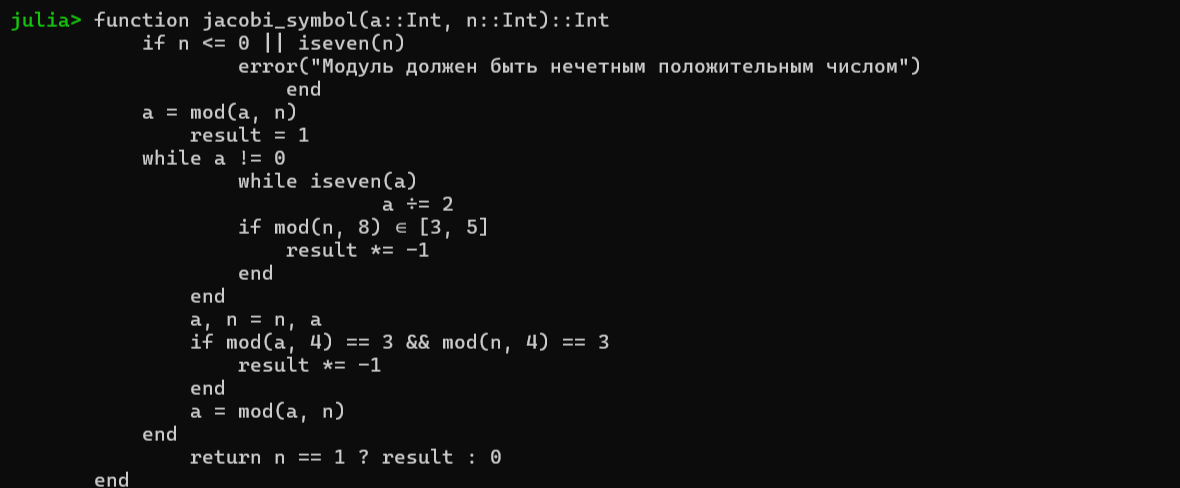 julia> function jacobi_symbol(a::Int, n::Int)::Int
           if n <= 0 || iseven(n)
                   error("Модуль должен быть нечетным положительным числом")
                       end
           a = mod(a, n)
               result = 1
           while a != 0
                   while iseven(a)
                               a ÷= 2
                   if mod(n, 8) ∈ [3, 5]
                       result *= -1
                   end
               end
               a, n = n, a
               if mod(a, 4) == 3 && mod(n, 4) == 3
                   result *= -1
               end
               a = mod(a, n)
           end
               return n == 1 ? result : 0
       end